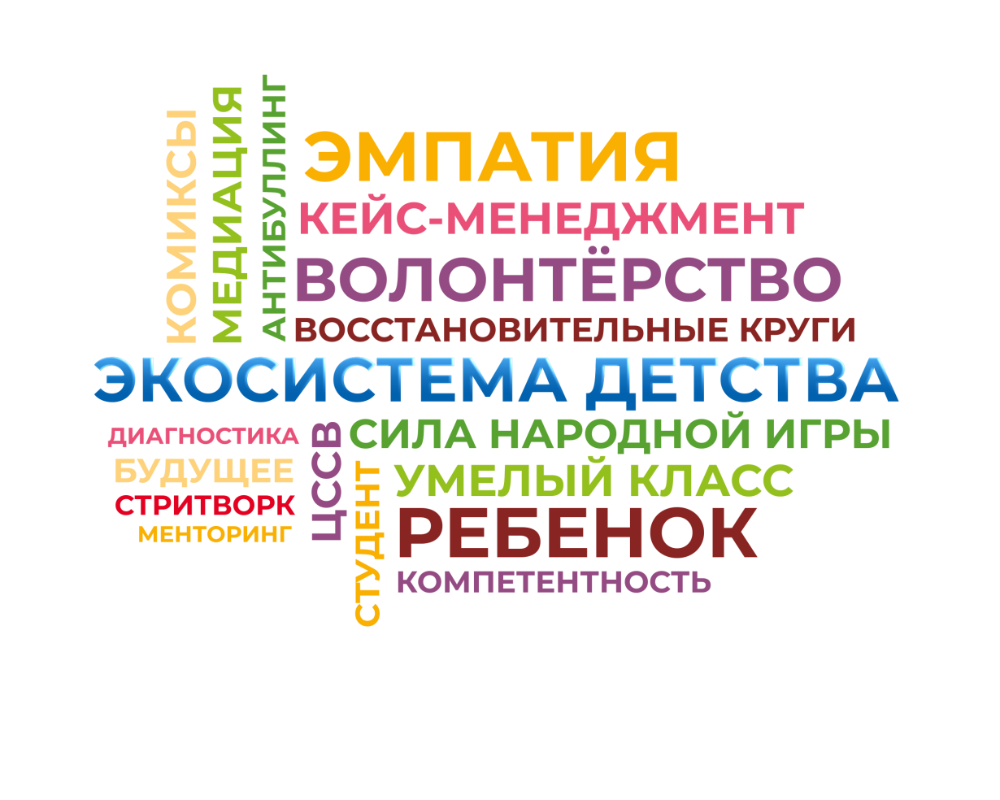 КОМИКСЫ
МЕДИАЦИЯ
АНТИБУЛЛИНГ
ЭМПАТИЯ
КЕЙС-МЕНЕДЖМЕНТ
ВОЛОНТЁРСТВО
ВОССТАНОВИТЕЛЬНЫЕ КРУГИ
ЭКОСИСТЕМА ДЕТСТВА
ДИАГНОСТИКА
БУДУЩЕЕ
СТРИТВОРК
МЕНТОРИНГ
ЦССВ
СТУДЕНТ
СИЛА НАРОДНОЙ ИГРЫ
УМЕЛЫЙ КЛАСС
РЕБЕНОК
КОМПЕТЕНТНОСТЬ